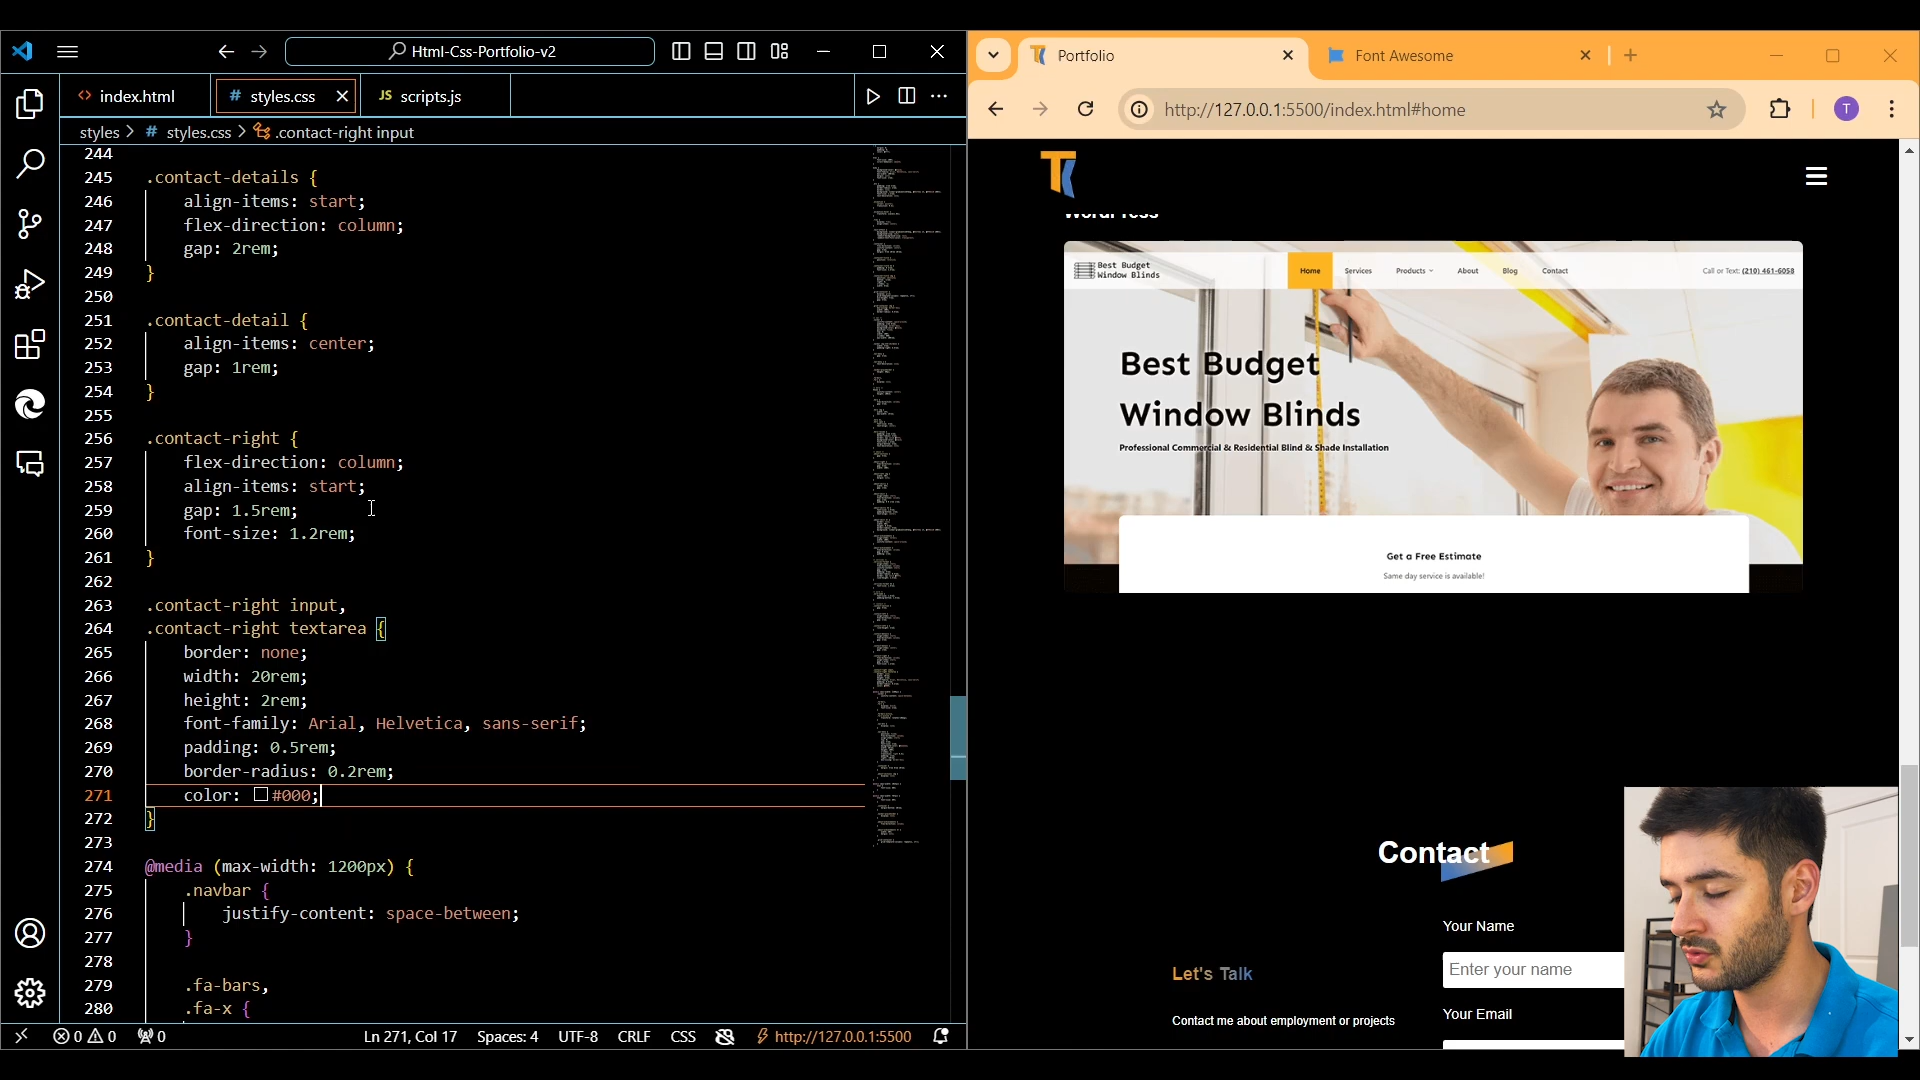 Html-Css-Portfolio-v2
index.html
# styles.css
JS scripts.js
styles > # styles.css > .contact-right input
244
245 .contact-details {
246 align-items: start;
247 flex-direction: column;
248 gap: 2rem;
249 }
250
251 .contact-detail {
252 align-items: center;
253 gap: 1rem;
254 }
255
256 .contact-right {
257 flex-direction: column;
258 align-items: start;
259 gap: 1.5rem;
260 font-size: 1.2rem;
261 }
262
263 .contact-right input,
264 .contact-right textarea {
265 border: none;
266 width: 20rem;
267 height: 2rem;
268 font-family: Arial, Helvetica, sans-serif;
269 padding: 0.5rem;
270 border-radius: 0.2rem;
271 color: #000;
272 }
273
274 @media (max-width: 1200px) {
275 .navbar {
276 justify-content: space-between;
277 }
278
279 .fa-bars,
280 .fa-x {
0 0 0 Ln 271, Col 17 Spaces: 4 UTF-8 CRLF CSS http://127.0.0.1:5500
Portfolio
Font Awesome
http://127.0.0.1:5500/index.html#home
T
TK
WordPress
Best Budget
Window Blinds
Home Services Products About Blog Contact
Call or Text: (210) 461-6058
Best Budget
Window Blinds
Professional Commercial & Residential Blind & Shade Installation
Get a Free Estimate
Same day service is available!
Contact
Your Name
Let's Talk
Enter your name
Your Email
Contact me about employment or projects